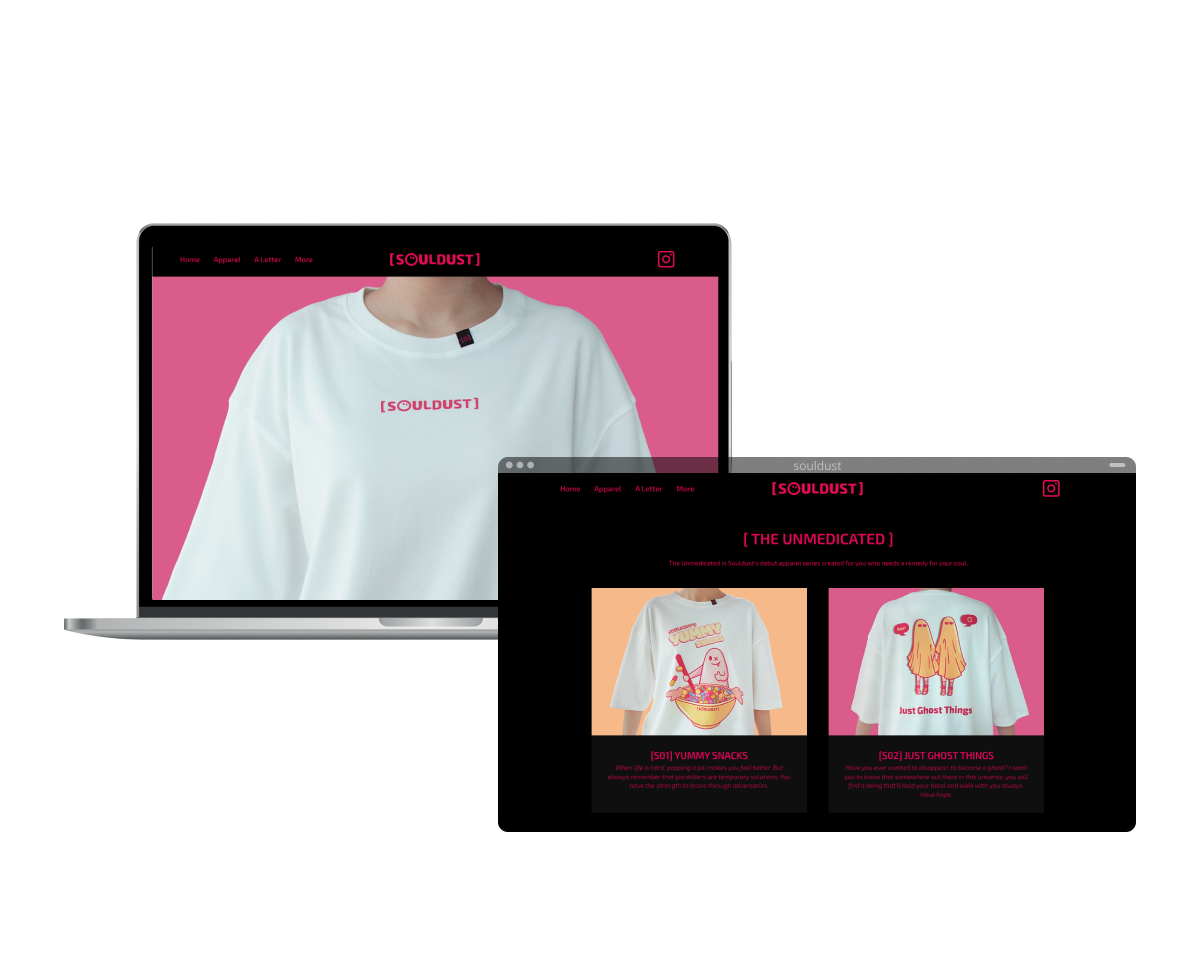 Home Apparel A Letter More
[SOULDUST]
[SOULDUST]
souldust
Home Apparel A Letter More
[SOULDUST]
[ THE UNMEDICATED ]
The Unmedicated is Souldust's debut apparel series created for you who needs a remedy for your soul.
SOULDUST'S
YUMMY
SNACKS
[SOULDUST]
Just Ghost Things
[S01] YUMMY SNACKS
When life is hard, popping a pill makes you feel better. But
always remember that painkillers are temporary solutions. You
have the strength to brave through adversaries.
[S02] JUST GHOST THINGS
Have you ever wanted to disappear, to become a ghost? I want
you to know that somewhere out there in this universe, you will
find a being that'll hold your hand and walk with you always.
Have hope.